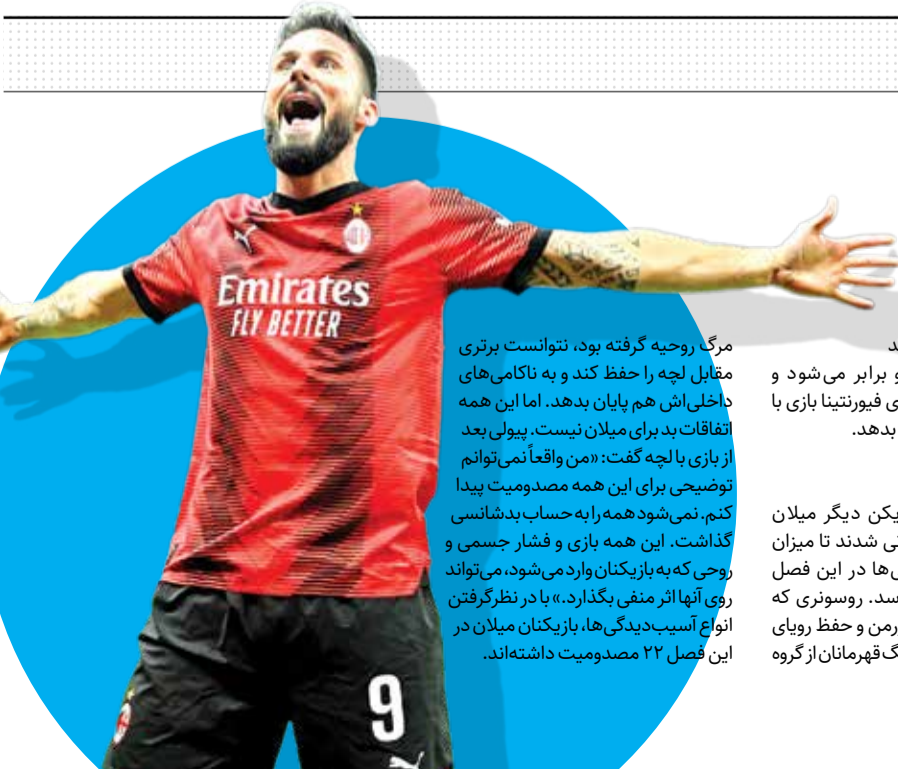 و برابر می‌شود و
ی فیورنتینا بازی با
بدهد.
یکن دیگر میلان
نی شدند تا میزان
ی‌ها در این فصل
سد. روسونری که
ورمن و حفظ رویای
گ قهرمانان از گروه
مرگ روحیه گرفته بود، نتوانست برتری
مقابل لچه را حفظ کند و به ناکامی‌های
داخلی‌اش هم پایان بدهد. اما این همه
اتفاقات بد برای میلان نیست. پیولی بعد
از بازی با لچه گفت: «من واقعاً نمی‌توانم
توضیحی برای این همه مصدومیت پیدا
کنم. نمی‌شود همه را به حساب بدشانسی
گذاشت. این همه بازی و فشار جسمی و
روحی که به بازیکنان وارد می‌شود، می‌تواند
روی آنها اثر منفی بگذارد.» با در نظر گرفتن
انواع آسیب‌دیدگی‌ها، بازیکنان میلان در
این فصل ۲۲ مصدومیت داشته‌اند.
Emirates
FLY BETTER
9